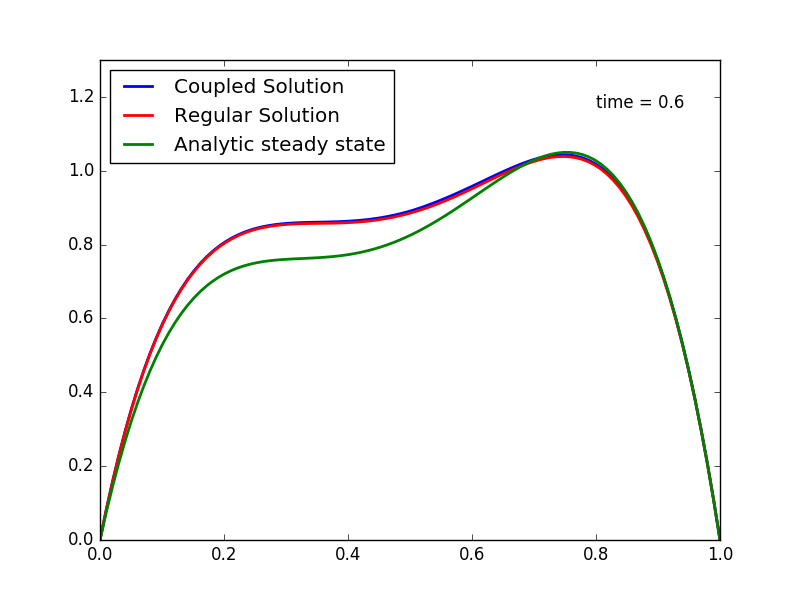 Coupled Solution
Regular Solution
Analytic steady state
time = 0.6
1.2
1.0
0.8
0.6
0.4
0.2
0.0
0.0 0.2 0.4 0.6 0.8 1.0